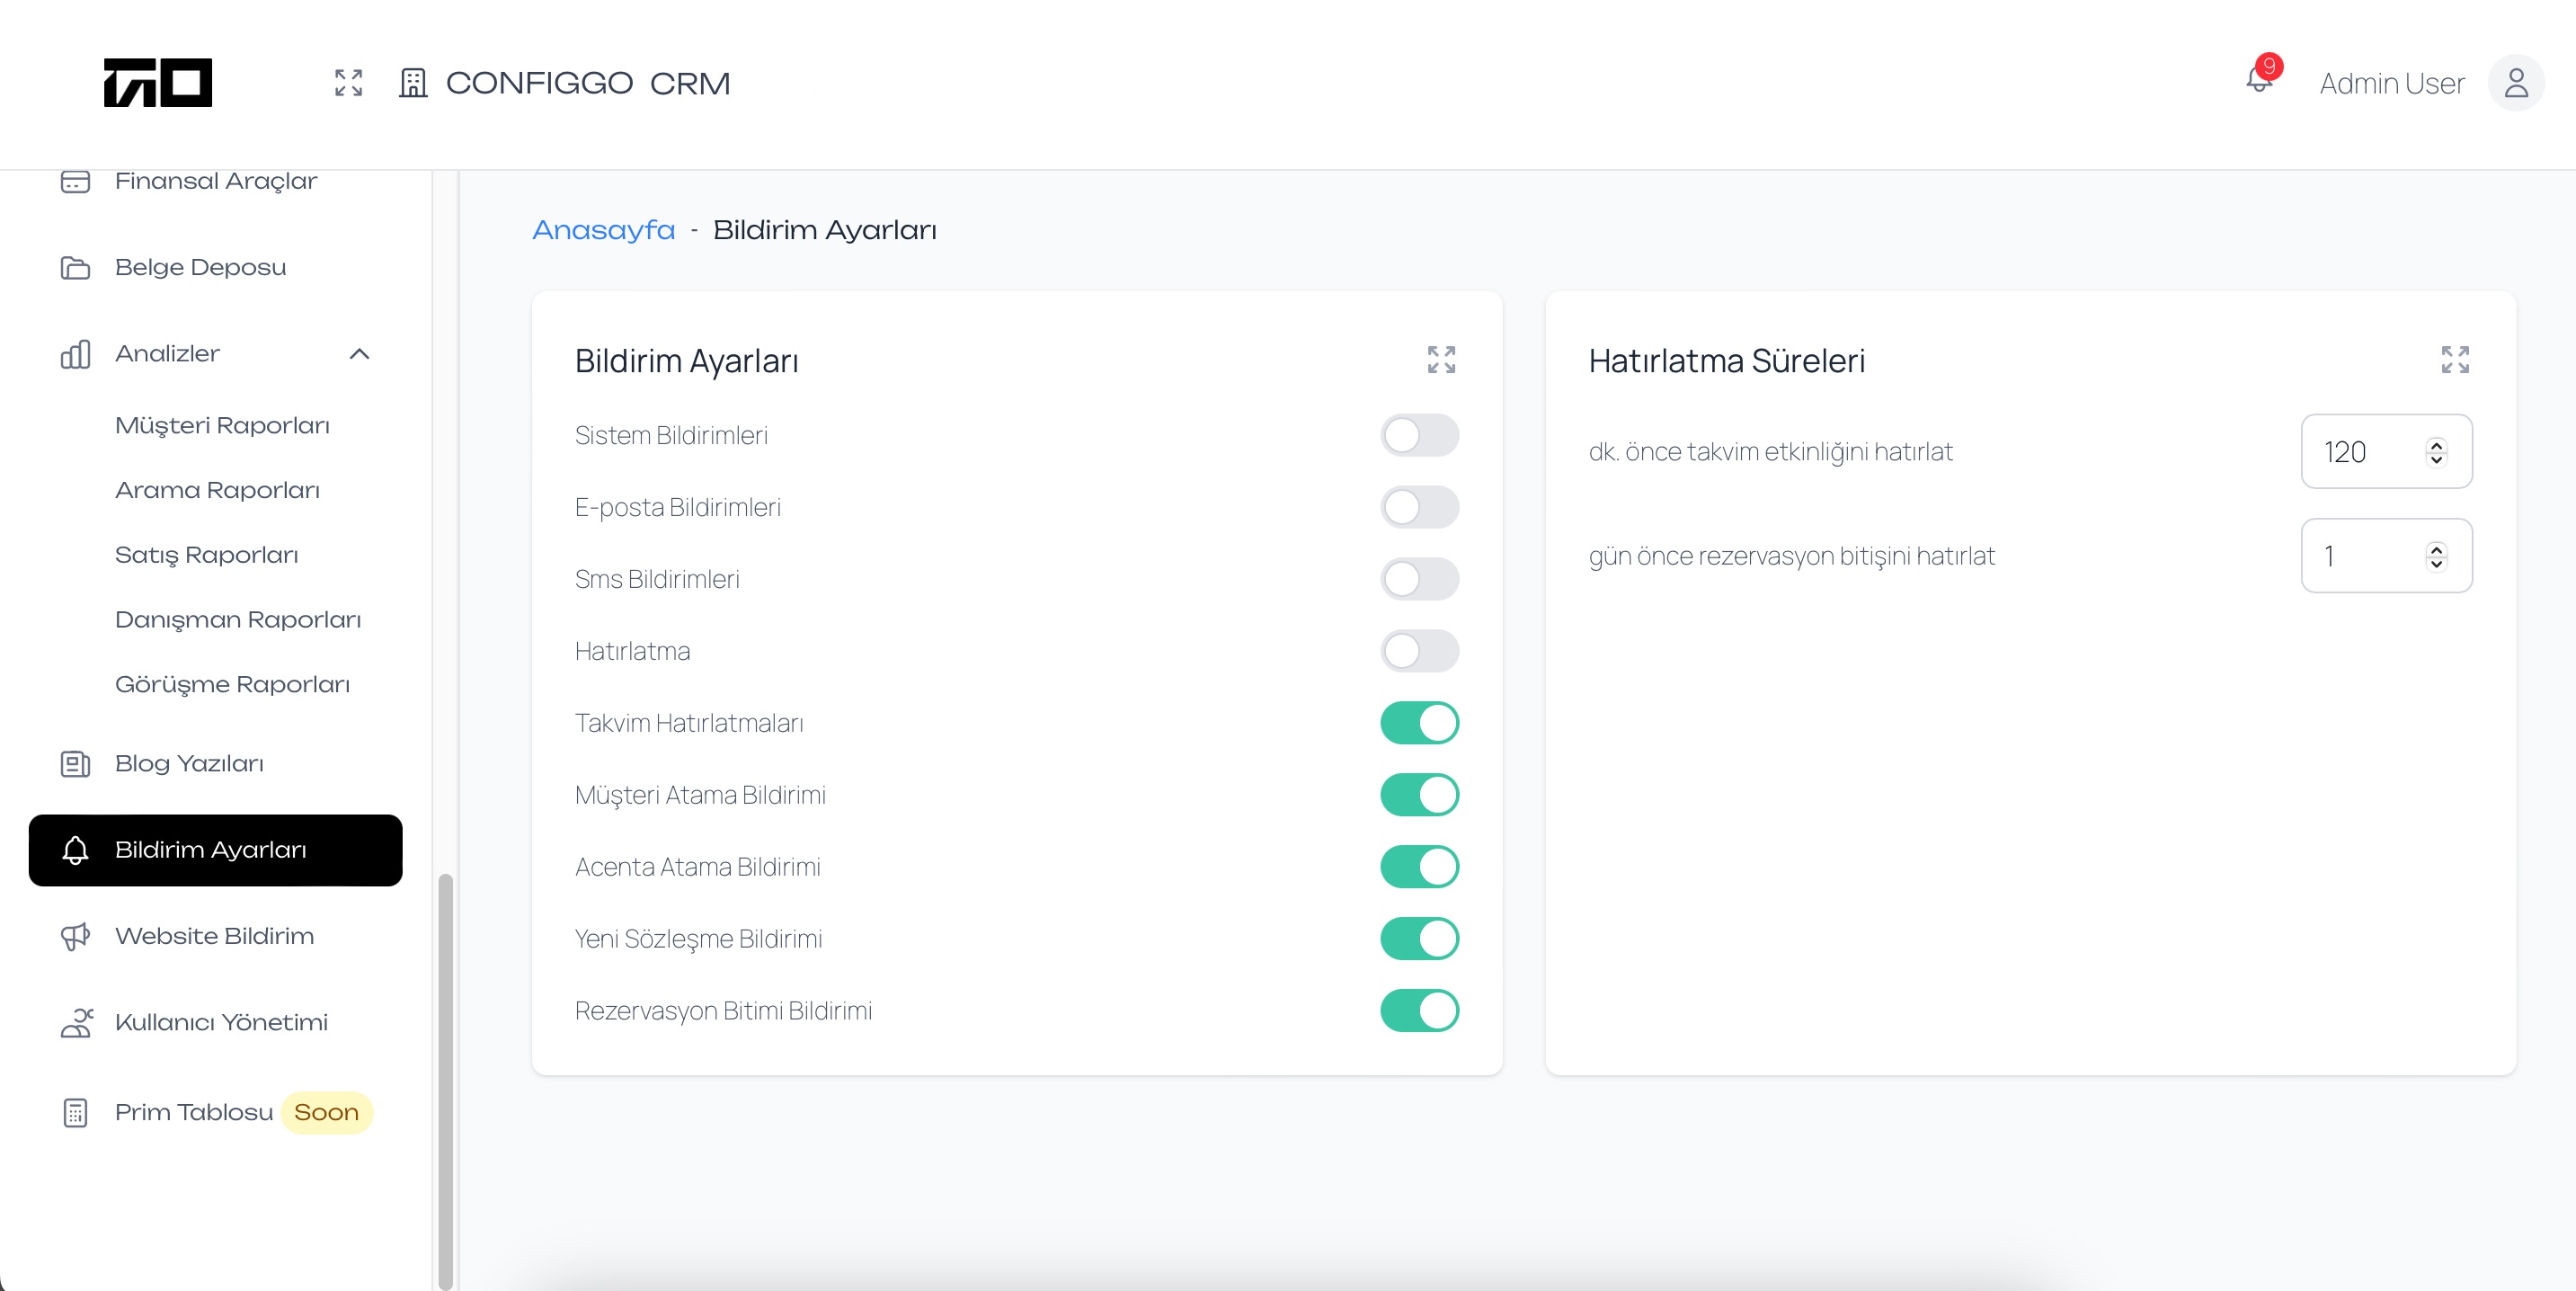 CONFIGGO CRM
9
Admin User
Finansal Araçlar
Belge Deposu
Analizler
Müşteri Raporları
Arama Raporları
Satış Raporları
Danışman Raporları
Görüşme Raporları
Blog Yazıları
Bildirim Ayarları
Website Bildirim
Kullanıcı Yönetimi
Prim Tablosu Soon
Anasayfa - Bildirim Ayarları
Bildirim Ayarları
Sistem Bildirimleri
E-posta Bildirimleri
Sms Bildirimleri
Hatırlatma
Takvim Hatırlatmaları
Müşteri Atama Bildirimi
Acenta Atama Bildirimi
Yeni Sözleşme Bildirimi
Rezervasyon Bitimi Bildirimi
Hatırlatma Süreleri
dk. önce takvim etkinliğini hatırlat
120
gün önce rezervasyon bitişini hatırlat
1